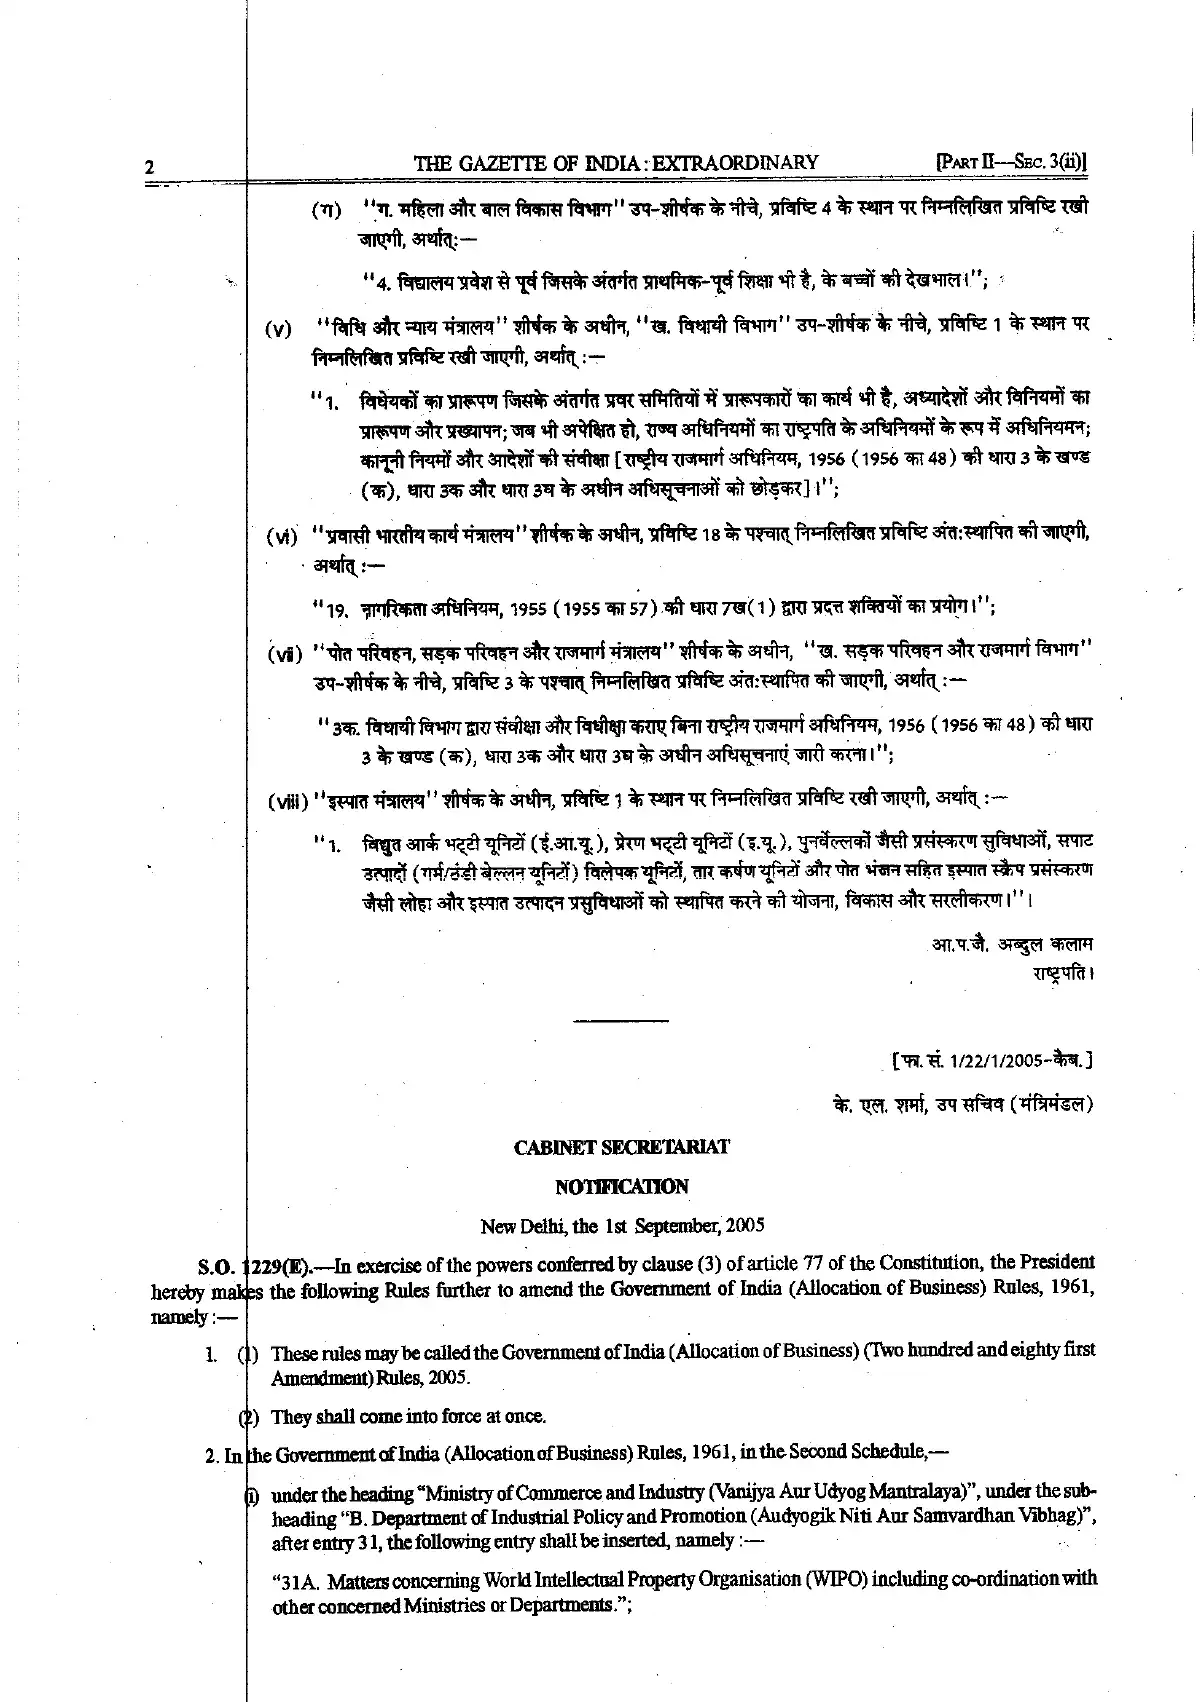 2 THE GAZETTE OF INDIA : EXTRAORDINARY [PART II—SEC. 3(ii)]
(ग) "ग. महिला और बाल विकास विभाग" उप-शीर्षक के नीचे, प्रविष्टि 4 के स्थान पर निम्नलिखित प्रविष्टि रखी
जाएगी, अर्थात्:—
"4. विद्यालय प्रवेश से पूर्व जिसके अंतर्गत प्राथमिक-पूर्व शिक्षा भी है, के बच्चों की देखभाल।";
(v) "विधि और न्याय मंत्रालय" शीर्षक के अधीन, "ख. विधायी विभाग" उप-शीर्षक के नीचे, प्रविष्टि 1 के स्थान पर
निम्नलिखित प्रविष्टि रखी जाएगी, अर्थात् :—
"1. विधेयकों का प्रारूपण जिसके अंतर्गत प्रवर समितियों में प्रारूपकारों का कार्य भी है, अध्यादेशों और विनियमों का
प्रारूपण और प्रख्यापन; जब भी अपेक्षित हो, राज्य अधिनियमों का राष्ट्रपति के अधिनियमों के रूप में अधिनियमन;
कानूनी नियमों और आदेशों की संवीक्षा [राष्ट्रीय राजमार्ग अधिनियम, 1956 (1956 का 48) की धारा 3 के खण्ड
(क), धारा 3क और धारा 3घ के अधीन अधिसूचनाओं को छोड़कर]।";
(vi) "प्रवासी भारतीय कार्य मंत्रालय" शीर्षक के अधीन, प्रविष्टि 18 के पश्चात् निम्नलिखित प्रविष्टि अंत:स्थापित की जाएगी,
अर्थात् :—
"19. नागरिकता अधिनियम, 1955 (1955 का 57) की धारा 7ख(1) द्वारा प्रदत्त शक्तियों का प्रयोग।";
(vii) "पोत परिवहन, सड़क परिवहन और राजमार्ग मंत्रालय" शीर्षक के अधीन, "ख. सड़क परिवहन और राजमार्ग विभाग"
उप-शीर्षक के नीचे, प्रविष्टि 3 के पश्चात् निम्नलिखित प्रविष्टि अंत:स्थापित की जाएगी, अर्थात् :—
"3क. विधायी विभाग द्वारा संवीक्षा और विधीक्षा कराए बिना राष्ट्रीय राजमार्ग अधिनियम, 1956 (1956 का 48) की धारा
3 के खण्ड (क), धारा 3क और धारा 3घ के अधीन अधिसूचनाएं जारी करना।";
(viii) "इस्पात मंत्रालय" शीर्षक के अधीन, प्रविष्टि 1 के स्थान पर निम्नलिखित प्रविष्टि रखी जाएगी, अर्थात् :—
"1. विद्युत आर्क भट्टी यूनिटों (ई.आ.यू.), प्रेरण भट्टी यूनिटों (इ.यू.), पुनर्वेल्लकों जैसी प्रसंस्करण सुविधाओं, सपाट
उत्पादों (गर्म/ठंडी बेल्लन यूनिटों) विलेपक यूनिटों, तार कर्षण यूनिटों और पोत भंजन सहित इस्पात स्क्रैप प्रसंस्करण
जैसी लोहा और इस्पात उत्पादन प्रसुविधाओं को स्थापित करने की योजना, विकास और सरलीकरण।"।
आ.प.जै. अब्दुल कलाम
राष्ट्रपति।
[फा. सं. 1/22/1/2005-कैब.]
के. एल. शर्मा, उप सचिव (मंत्रिमंडल)
CABINET SECRETARIAT
NOTIFICATION
New Delhi, the 1st September, 2005
S.O. 1229(E).—In exercise of the powers conferred by clause (3) of article 77 of the Constitution, the President
hereby makes the following Rules further to amend the Government of India (Allocation of Business) Rules, 1961,
namely :—
1. (1) These rules may be called the Government of India (Allocation of Business) (Two hundred and eighty first
Amendment) Rules, 2005.
(2) They shall come into force at once.
2. In the Government of India (Allocation of Business) Rules, 1961, in the Second Schedule,—
(i) under the heading "Ministry of Commerce and Industry (Vanijya Aur Udyog Mantralaya)", under the sub-
heading "B. Department of Industrial Policy and Promotion (Audyogik Niti Aur Samvardhan Vibhag)",
after entry 31, the following entry shall be inserted, namely :—
"31A. Matters concerning World Intellectual Property Organisation (WIPO) including co-ordination with
other concerned Ministries or Departments.";